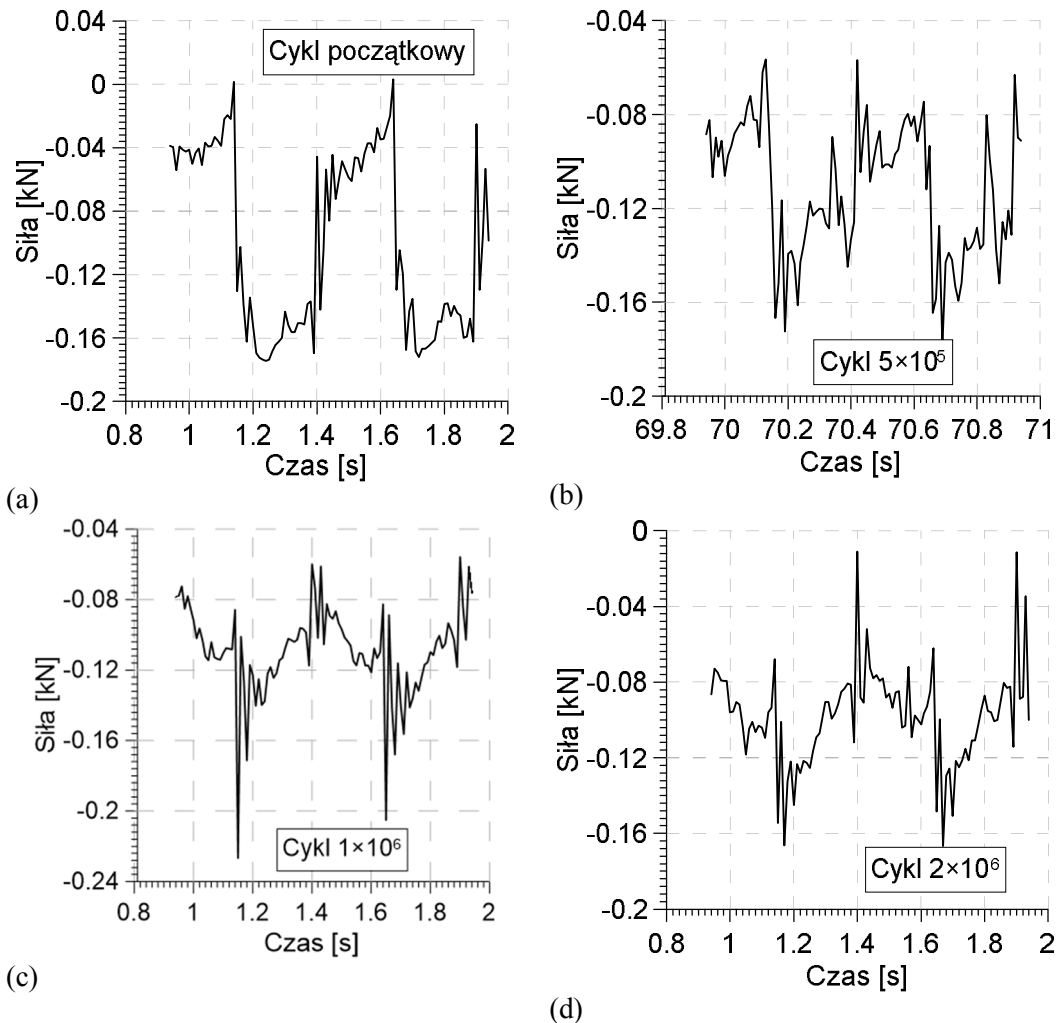 0.04
0
-0.04
-0.08
-0.12
-0.16
-0.2
Siła [kN]
Cykl początkowy
0.8 1 1.2 1.4 1.6 1.8 2
Czas [s]
(a)
-0.04
-0.08
-0.12
-0.16
-0.2
Siła [kN]
Cykl 5×10⁵
69.8 70 70.2 70.4 70.6 70.8 71
Czas [s]
(b)
-0.04
-0.08
-0.12
-0.16
-0.2
-0.24
Siła [kN]
Cykl 1×10⁶
0.8 1 1.2 1.4 1.6 1.8 2
Czas [s]
(c)
0
-0.04
-0.08
-0.12
-0.16
-0.2
Siła [kN]
Cykl 2×10⁶
0.8 1 1.2 1.4 1.6 1.8 2
Czas [s]
(d)